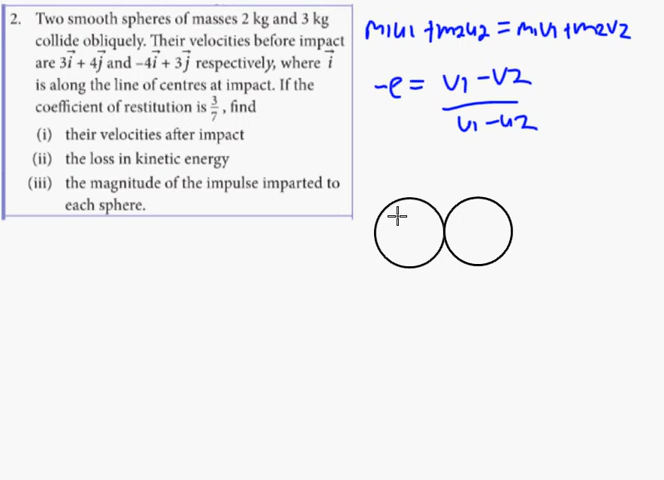 2. Two smooth spheres of masses 2 kg and 3 kg
collide obliquely. Their velocities before impact
are 3i⃗ + 4j⃗ and –4i⃗ + 3j⃗ respectively, where i⃗
is along the line of centres at impact. If the
coefficient of restitution is 3/7, find
(i) their velocities after impact
(ii) the loss in kinetic energy
(iii) the magnitude of the impulse imparted to
each sphere.
m1u1 + m2u2 = m1v1 + m2v2
-e = v1 - v2 / u1 - u2